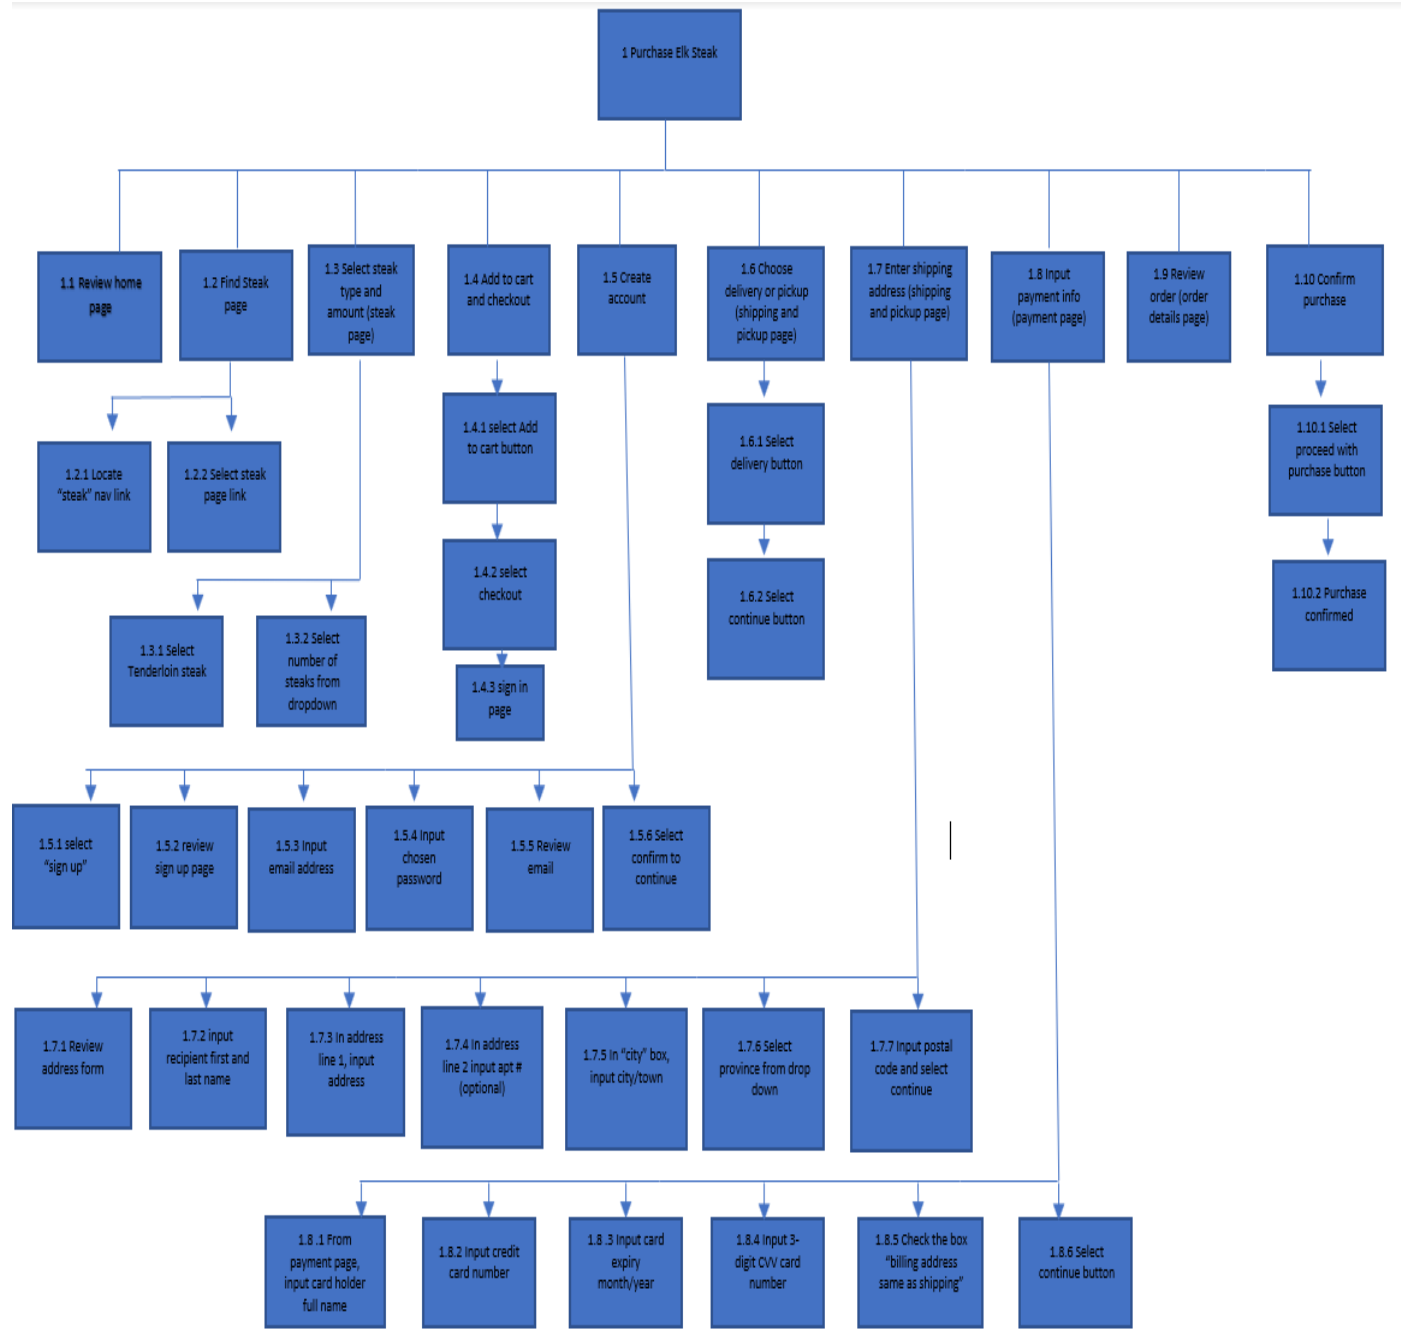 1 Purchase Elk Steak
1.1 Review home
page
1.2 Find Steak
page
1.3 Select steak
type and
amount (steak
page)
1.4 Add to cart
and checkout
1.5 Create
account
1.6 Choose
delivery or pickup
(shipping and
pickup page)
1.7 Enter shipping
address (shipping
and pickup page)
1.8 Input
payment info
(payment page)
1.9 Review
order (order
details page)
1.10 Confirm
purchase
1.2.1 Locate
“steak” nav link
1.2.2 Select steak
page link
1.4.1 select Add
to cart button
1.6.1 Select
delivery button
1.10.1 Select
proceed with
purchase button
1.3.1 Select
Tenderloin steak
1.3.2 Select
number of
steaks from
dropdown
1.4.2 select
checkout
1.4.3 sign in
page
1.6.2 Select
continue button
1.10.2 Purchase
confirmed
1.5.1 select
“sign up”
1.5.2 review
sign up page
1.5.3 Input
email address
1.5.4 Input
chosen
password
1.5.5 Review
email
1.5.6 Select
confirm to
continue
1.7.1 Review
address form
1.7.2 input
recipient first and
last name
1.7.3 In address
line 1, input
address
1.7.4 In address
line 2 input apt #
(optional)
1.7.5 In “city” box,
input city/town
1.7.6 Select
province from drop
down
1.7.7 Input postal
code and select
continue
1.8 .1 From
payment page,
input card holder
full name
1.8.2 Input credit
card number
1.8 .3 Input card
expiry
month/year
1.8.4 Input 3-
digit CVV card
number
1.8.5 Check the box
“billing address
same as shipping”
1.8.6 Select
continue button